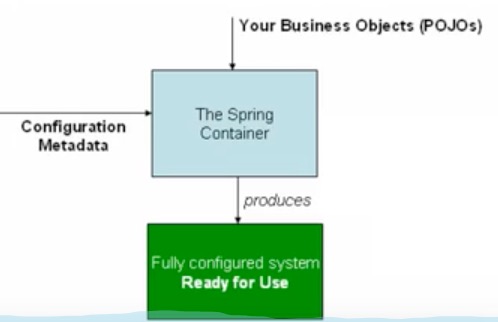 Your Business Objects (POJOs)
The Spring
Container
Configuration
Metadata
produces
Fully configured system
Ready for Use